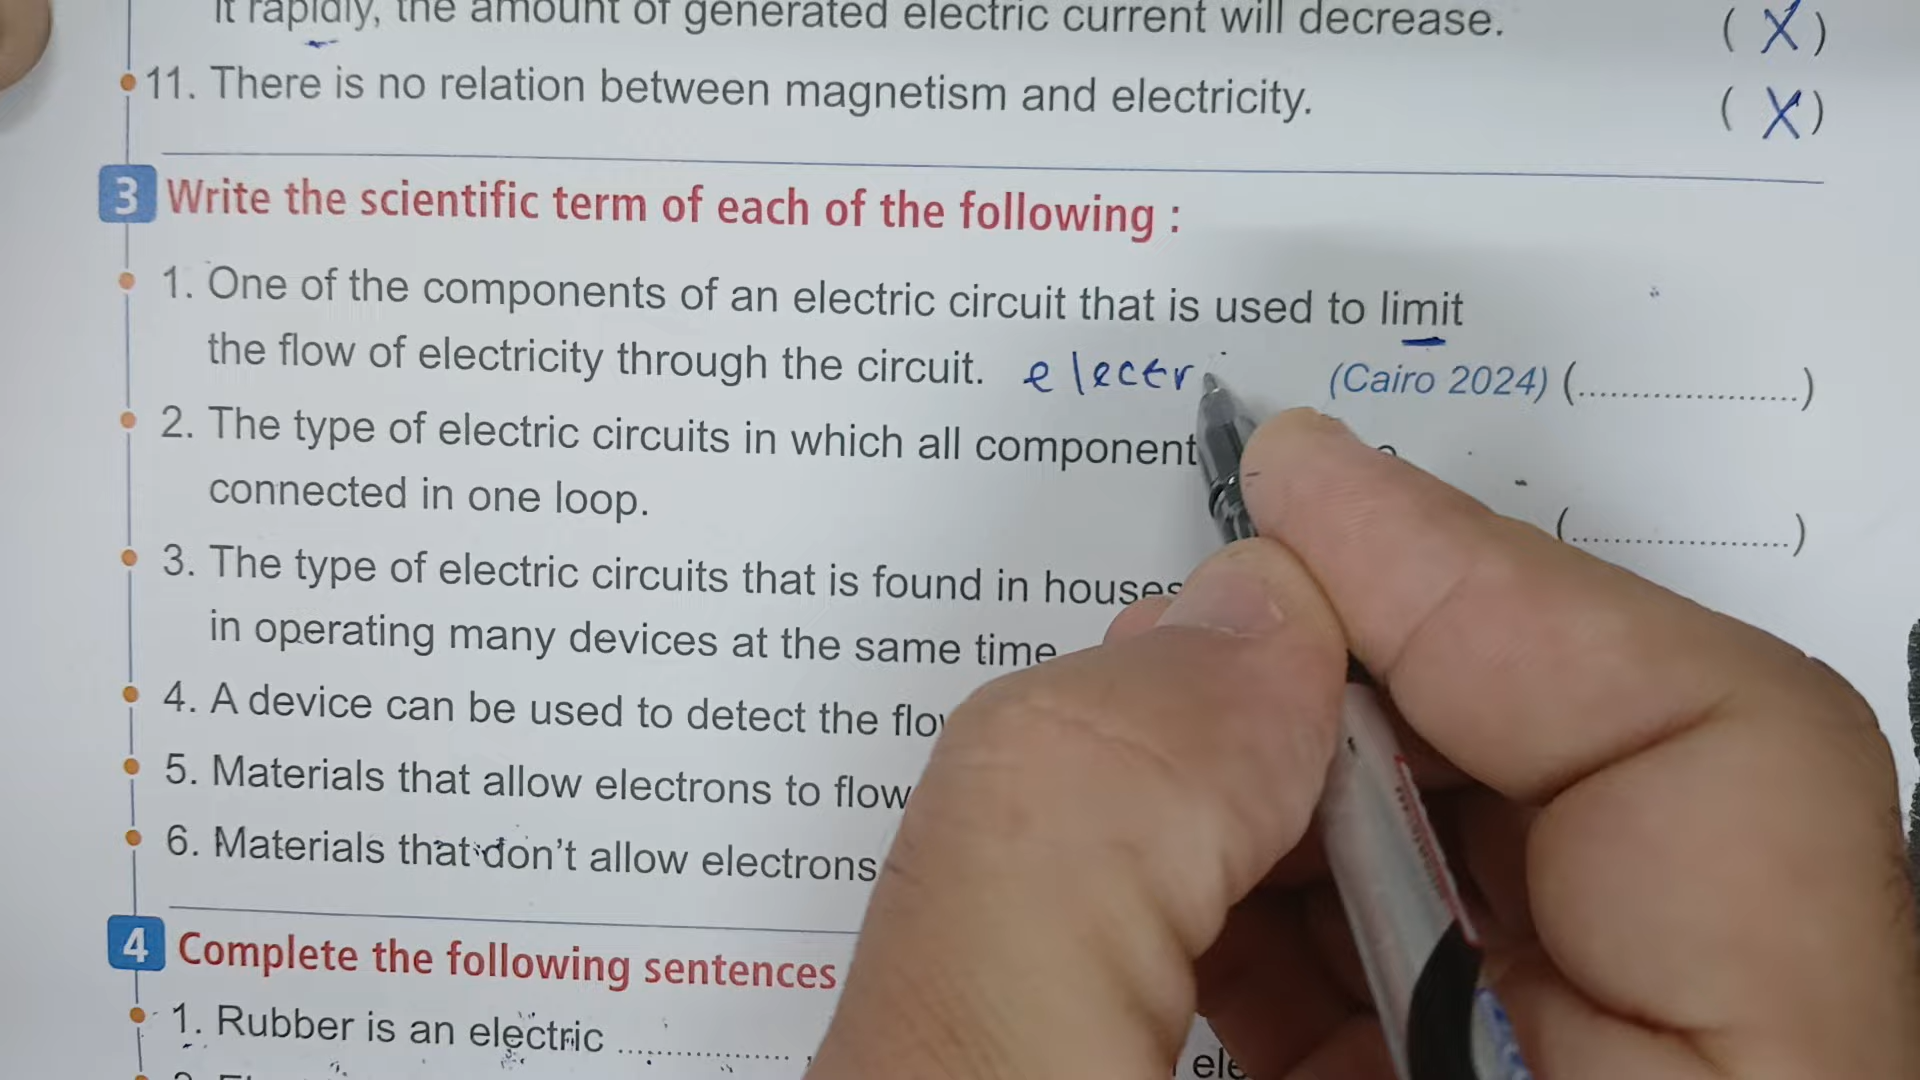 it rapidly, the amount of generated electric current will decrease. ( X )
11. There is no relation between magnetism and electricity. ( X )
3 Write the scientific term of each of the following :
1. One of the components of an electric circuit that is used to limit
the flow of electricity through the circuit. electr (Cairo 2024) (....................)
2. The type of electric circuits in which all component
connected in one loop. (....................)
3. The type of electric circuits that is found in houses
in operating many devices at the same time
4. A device can be used to detect the flo
5. Materials that allow electrons to flow
6. Materials that don't allow electrons
4 Complete the following sentences
1. Rubber is an electric ................ ,
ele